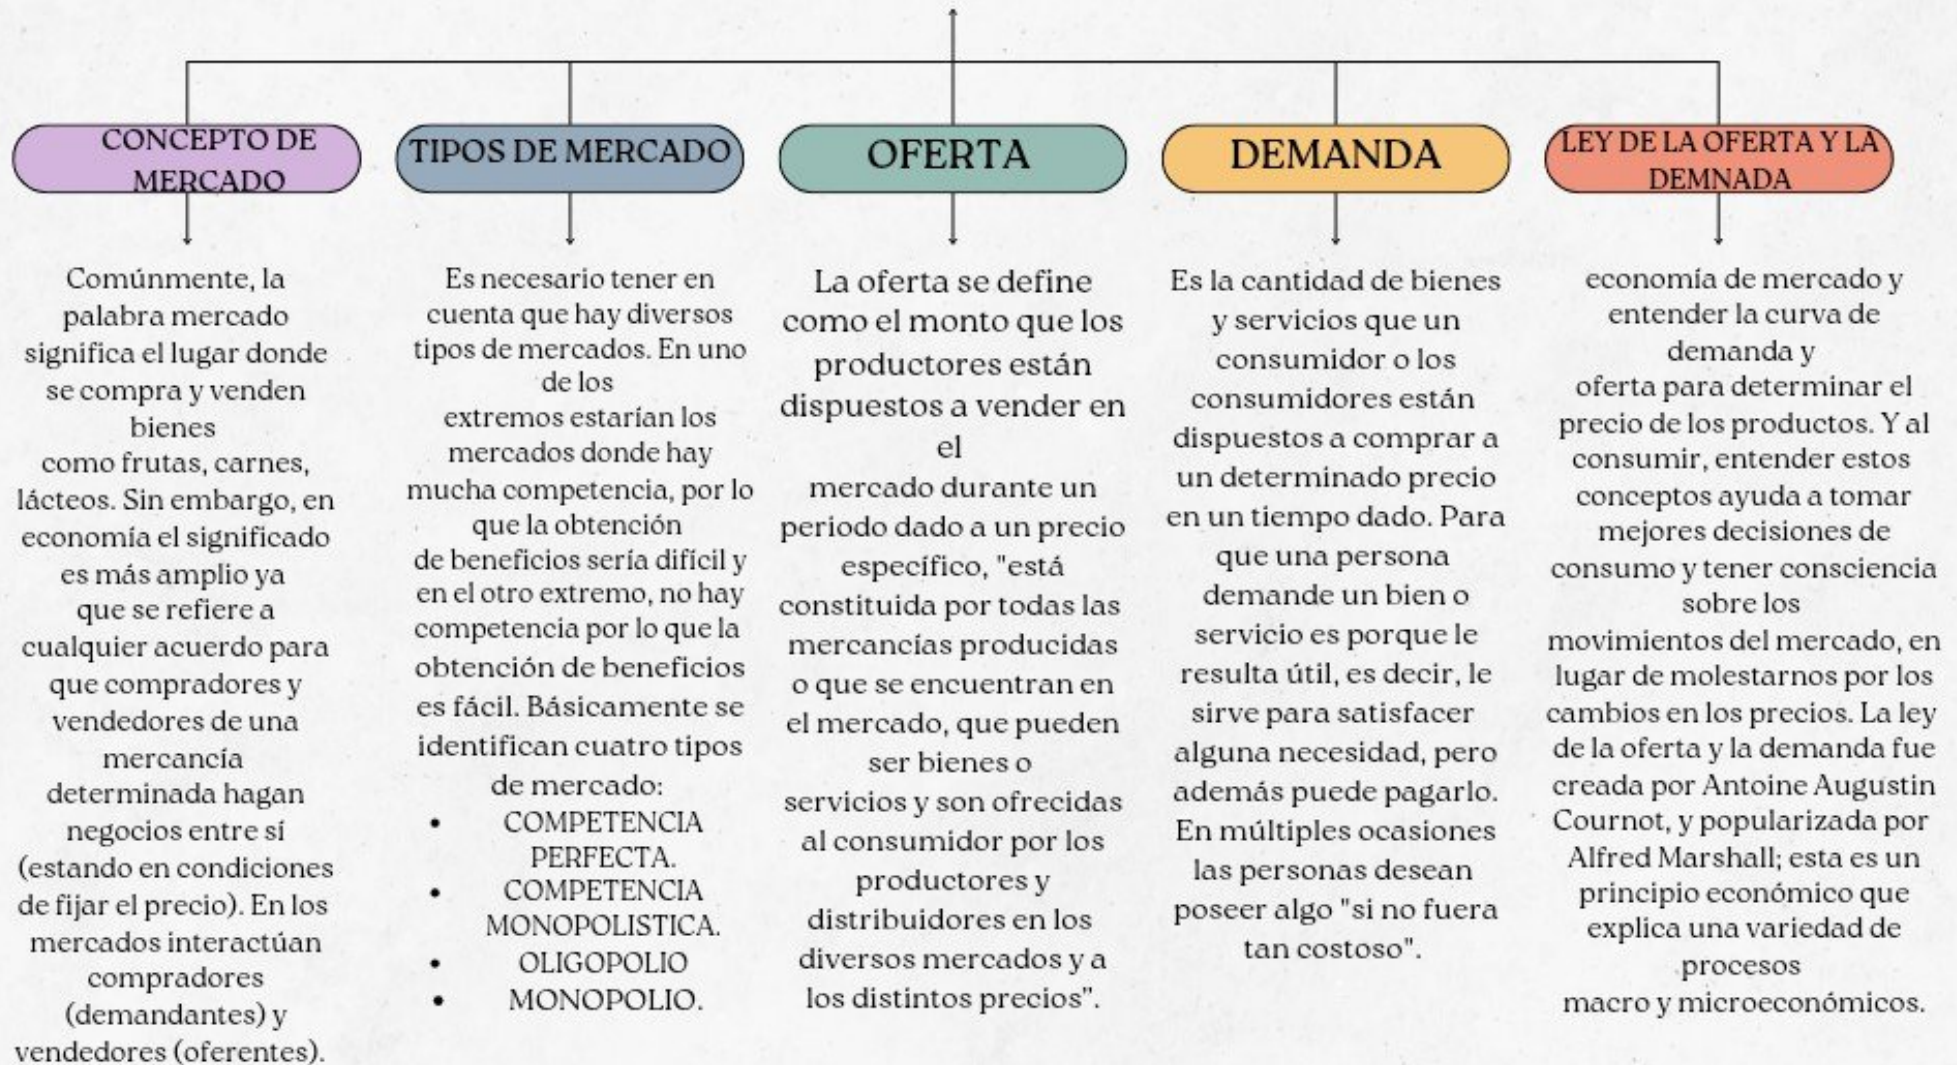 CONCEPTO DE
MERCADO
Comúnmente, la
palabra mercado
significa el lugar donde
se compra y venden
bienes
como frutas, carnes,
lácteos. Sin embargo, en
economía el significado
es más amplio ya
que se refiere a
cualquier acuerdo para
que compradores y
vendedores de una
mercancía
determinada hagan
negocios entre sí
(estando en condiciones
de fijar el precio). En los
mercados interactúan
compradores
(demandantes) y
vendedores (oferentes).
TIPOS DE MERCADO
Es necesario tener en
cuenta que hay diversos
tipos de mercados. En uno
de los
extremos estarían los
mercados donde hay
mucha competencia, por lo
que la obtención
de beneficios sería difícil y
en el otro extremo, no hay
competencia por lo que la
obtención de beneficios
es fácil. Básicamente se
identifican cuatro tipos
de mercado:
• COMPETENCIA
PERFECTA.
• COMPETENCIA
MONOPOLISTICA.
• OLIGOPOLIO
• MONOPOLIO.
OFERTA
La oferta se define
como el monto que los
productores están
dispuestos a vender en
el
mercado durante un
periodo dado a un precio
específico, "está
constituida por todas las
mercancías producidas
o que se encuentran en
el mercado, que pueden
ser bienes o
servicios y son ofrecidas
al consumidor por los
productores y
distribuidores en los
diversos mercados y a
los distintos precios”.
DEMANDA
Es la cantidad de bienes
y servicios que un
consumidor o los
consumidores están
dispuestos a comprar a
un determinado precio
en un tiempo dado. Para
que una persona
demande un bien o
servicio es porque le
resulta útil, es decir, le
sirve para satisfacer
alguna necesidad, pero
además puede pagarlo.
En múltiples ocasiones
las personas desean
poseer algo "si no fuera
tan costoso".
LEY DE LA OFERTA Y LA
DEMNADA
economía de mercado y
entender la curva de
demanda y
oferta para determinar el
precio de los productos. Y al
consumir, entender estos
conceptos ayuda a tomar
mejores decisiones de
consumo y tener consciencia
sobre los
movimientos del mercado, en
lugar de molestarnos por los
cambios en los precios. La ley
de la oferta y la demanda fue
creada por Antoine Augustin
Cournot, y popularizada por
Alfred Marshall; esta es un
principio económico que
explica una variedad de
procesos
macro y microeconómicos.